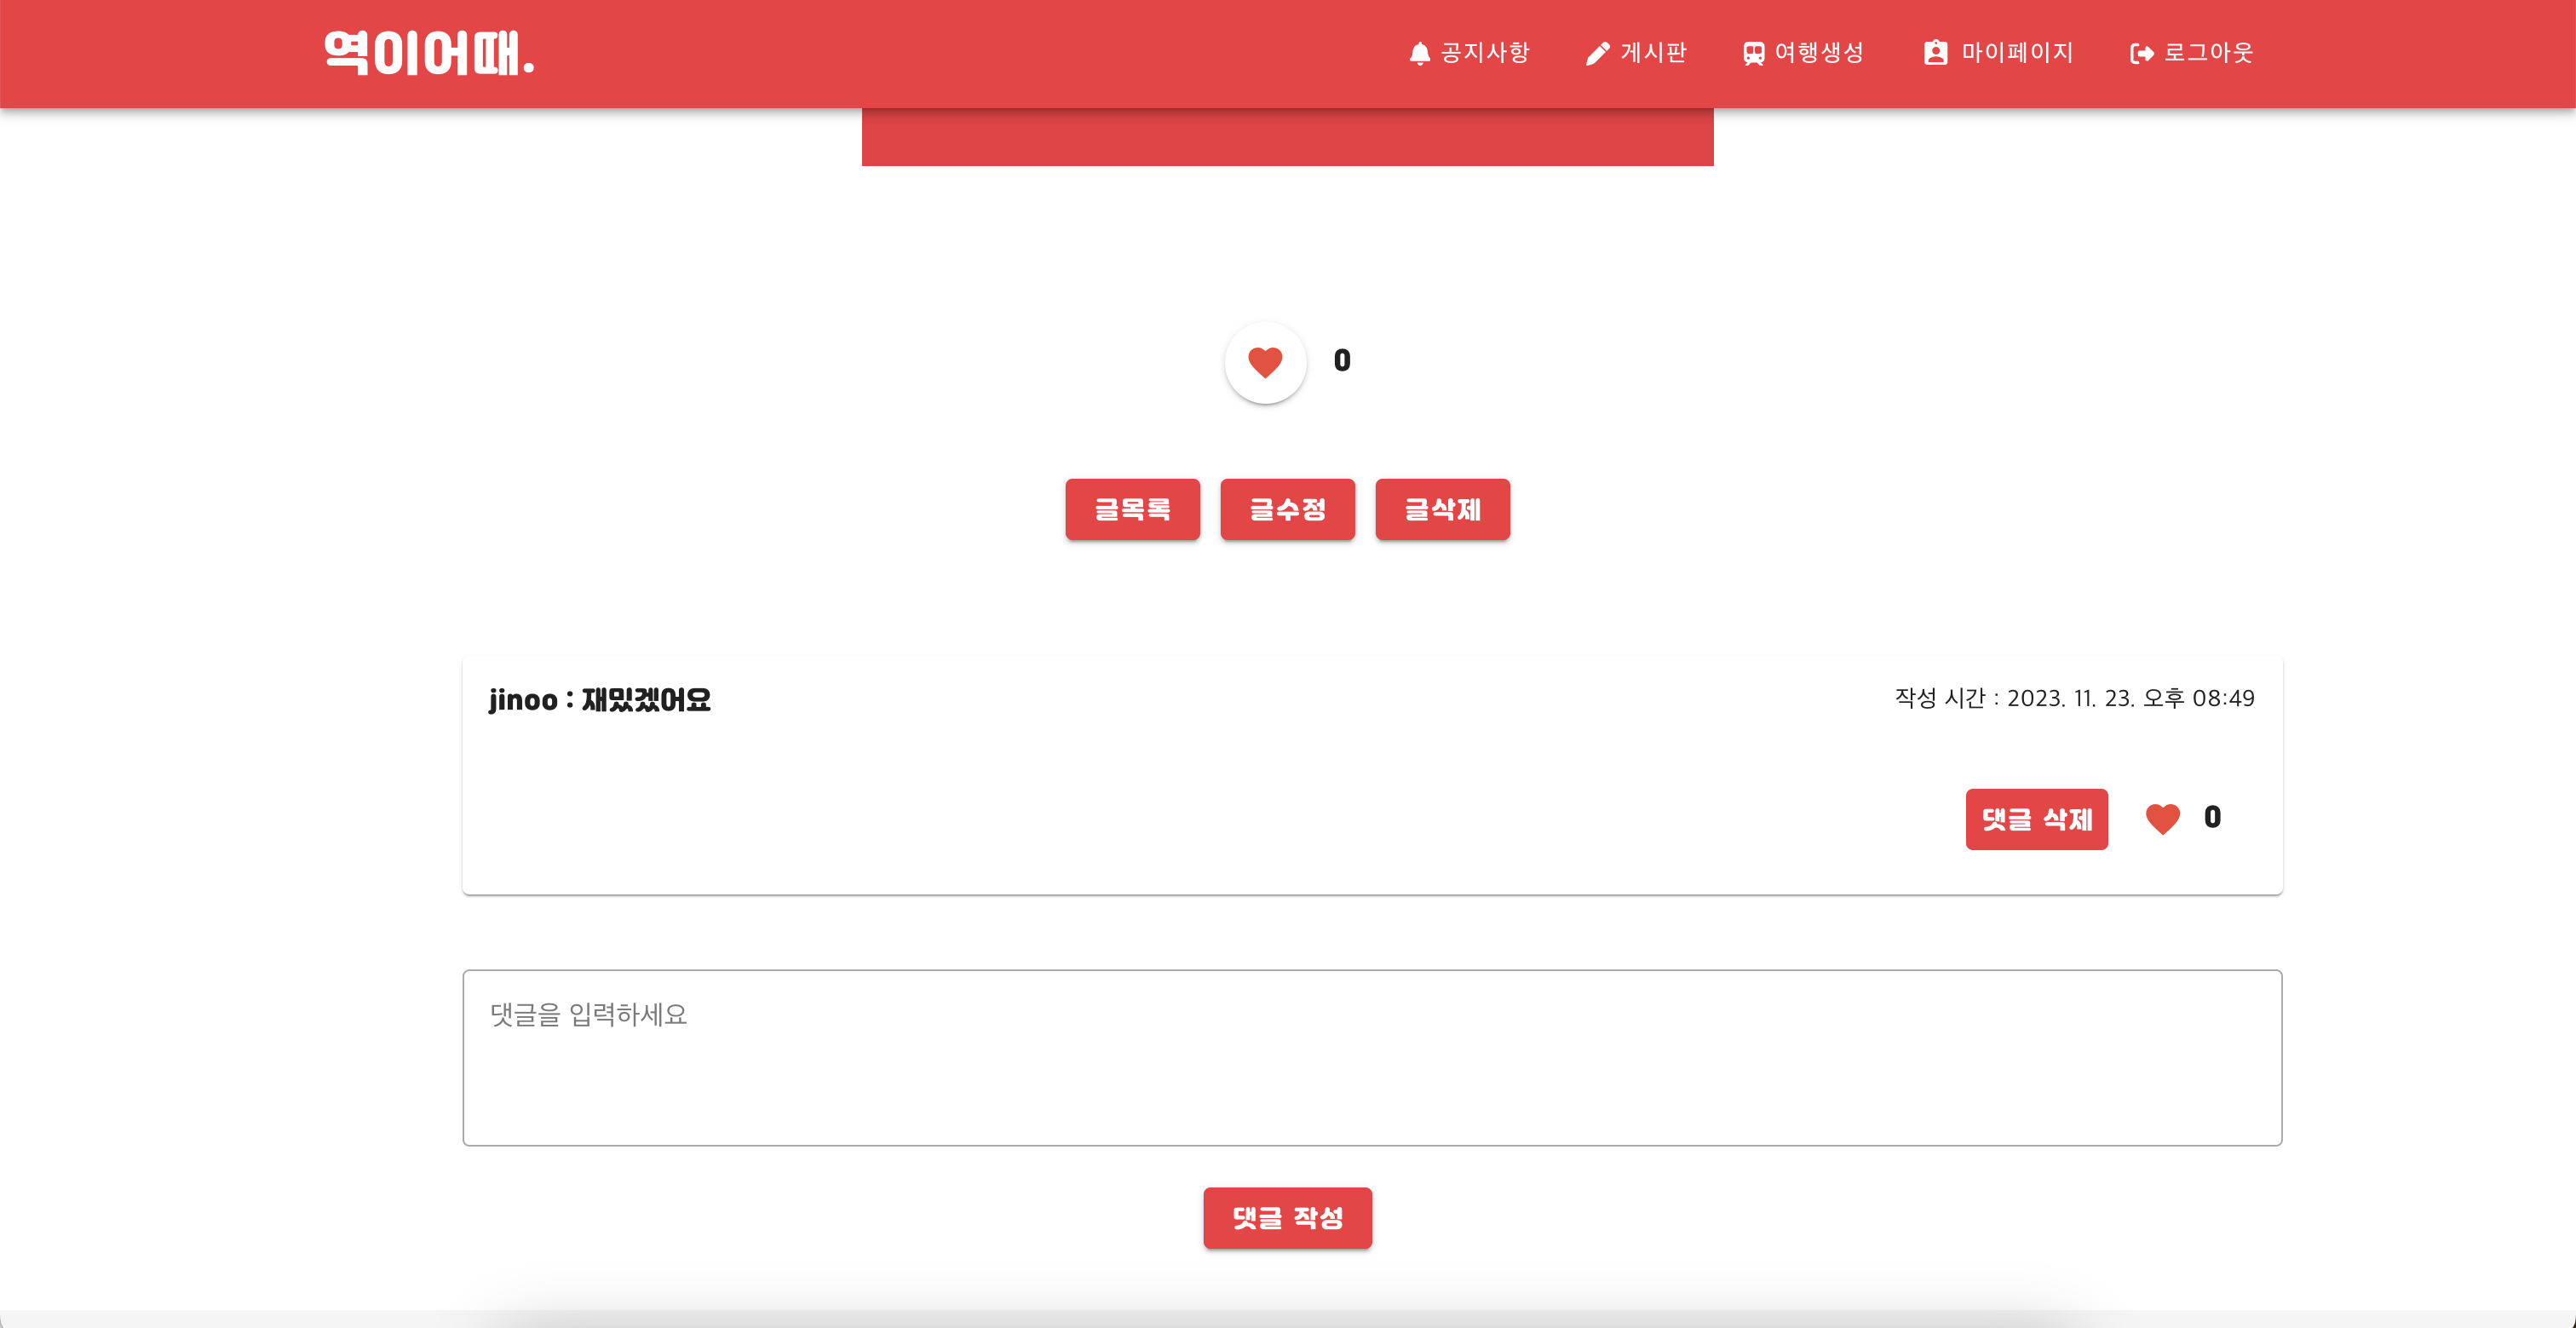 역이어때.
공지사항 게시판 여행생성 마이페이지 로그아웃
0
글목록 글수정 글삭제
jinoo : 재밌겠어요 작성 시간 : 2023. 11. 23. 오후 08:49
댓글 삭제 0
댓글을 입력하세요
댓글 작성